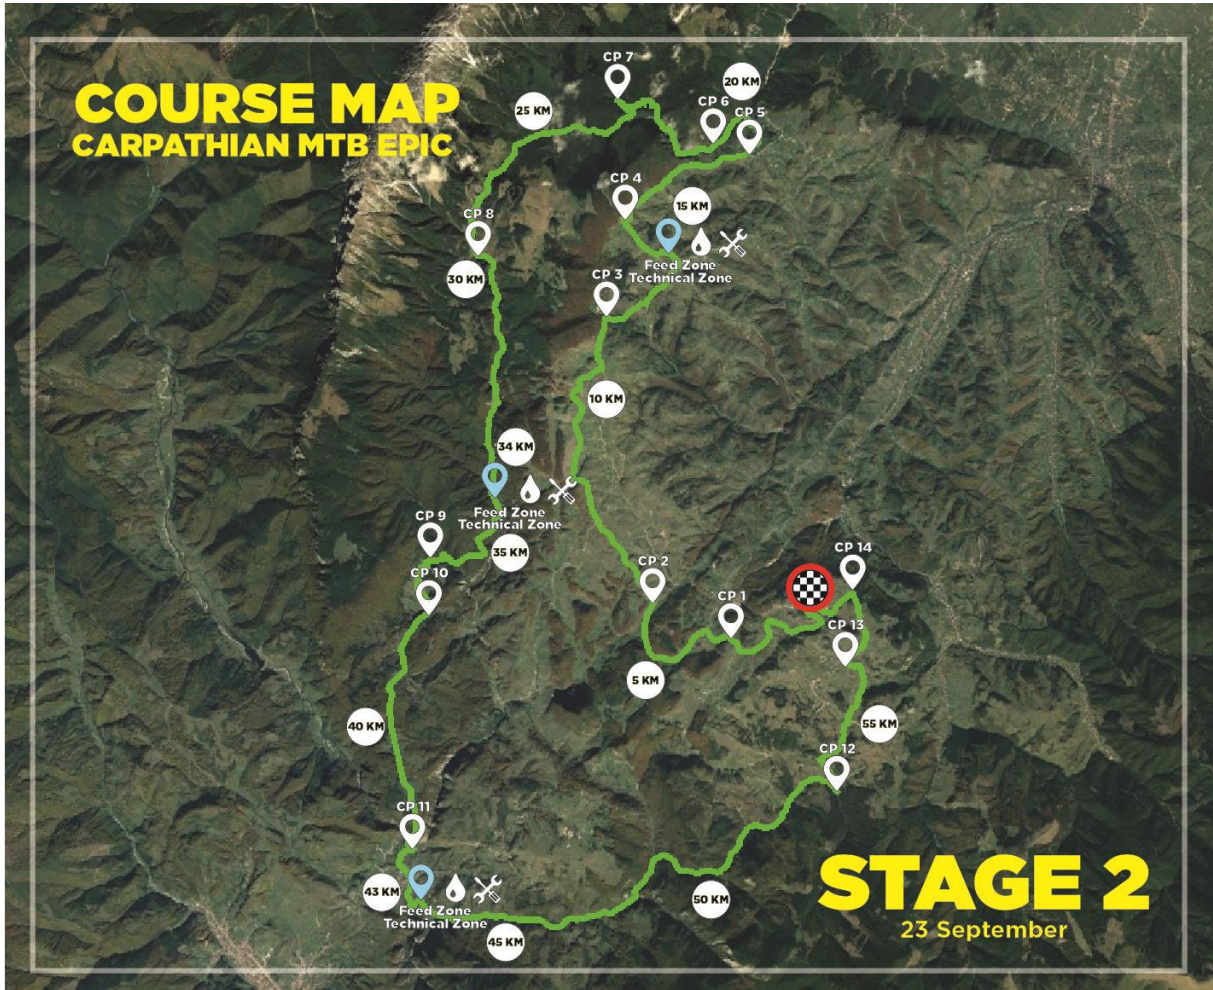 COURSE MAP
CARPATHIAN MTB EPIC
CP 7
20 KM
25 KM
CP 6
CP 5
CP 4
15 KM
CP 8
Feed Zone
Technical Zone
30 KM
CP 3
10 KM
34 KM
Feed Zone
Technical Zone
CP 9
35 KM
CP 10
CP 2
CP 14
CP 1
CP 13
5 KM
40 KM
55 KM
CP 12
CP 11
43 KM
Feed Zone
Technical Zone
50 KM
45 KM
STAGE 2
23 September